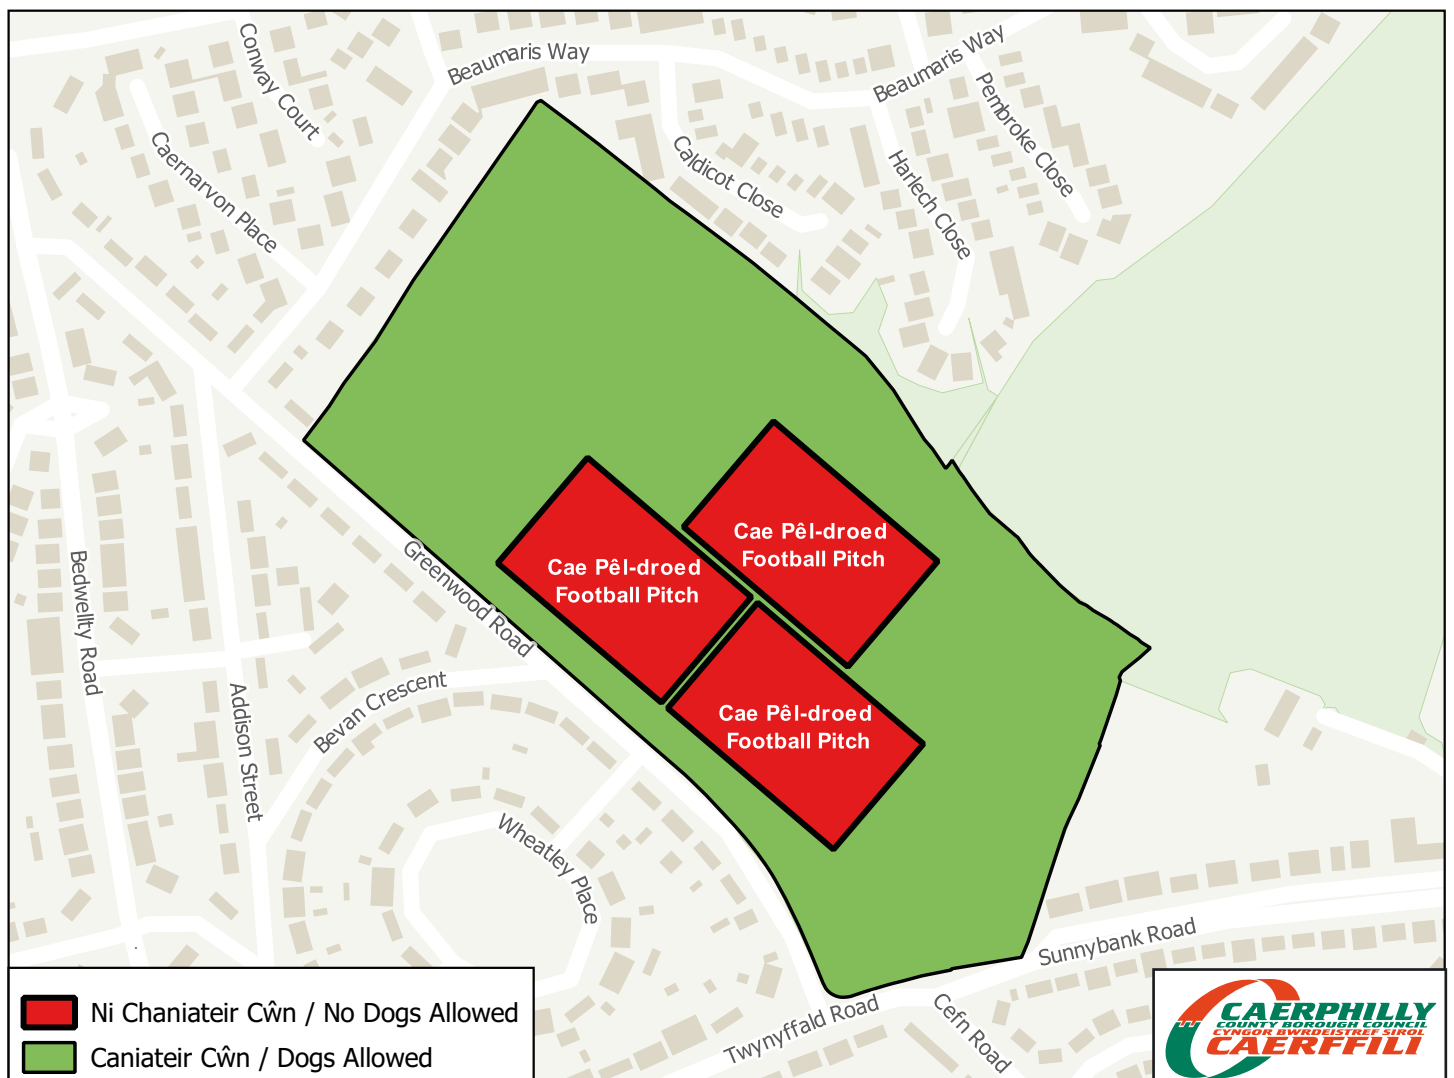 Conway Court
Beaumaris Way
Beaumaris Way
Caernarvon Place
Pembroke Close
Caldicot Close
Harlech Close
Cae Pêl-droed
Football Pitch
Cae Pêl-droed
Football Pitch
Greenwood Road
Bedwellty Road
Addison Street
Bevan Crescent
Cae Pêl-droed
Football Pitch
Wheatley Place
Sunnybank Road
Twynyffald Road
Cefn Road
Ni Chaniateir Cŵn / No Dogs Allowed
Caniateir Cŵn / Dogs Allowed
CAERPHILLY
COUNTY BOROUGH COUNCIL
CYNGOR BWRDEISTREF SIROL
CAERFFILI